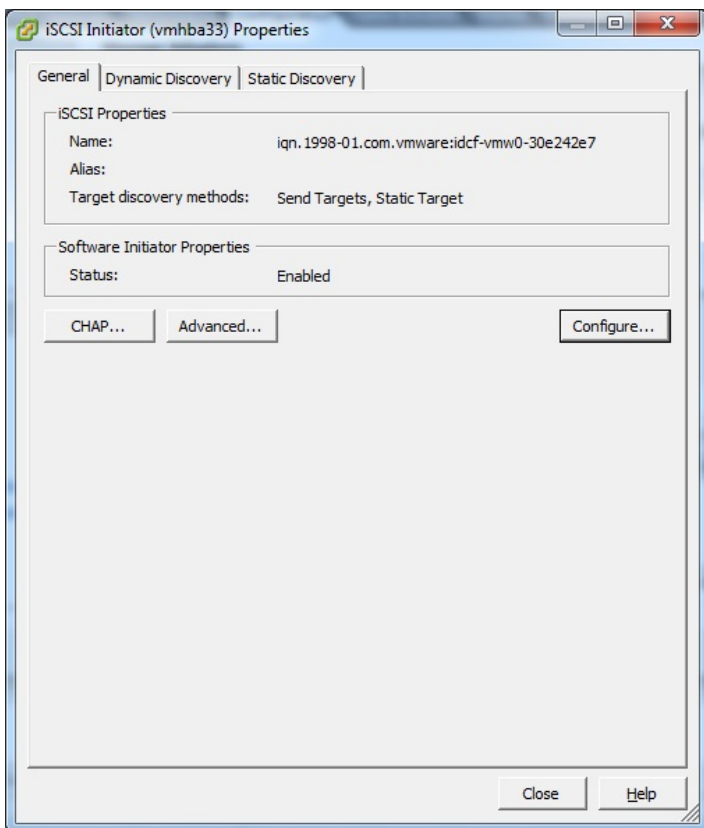 iSCSI Initiator (vmhba33) Properties
General Dynamic Discovery Static Discovery
iSCSI Properties
Name: iqn.1998-01.com.vmware:idcf-vmw0-30e242e7
Alias:
Target discovery methods: Send Targets, Static Target
Software Initiator Properties
Status: Enabled
CHAP... Advanced... Configure...
Close Help